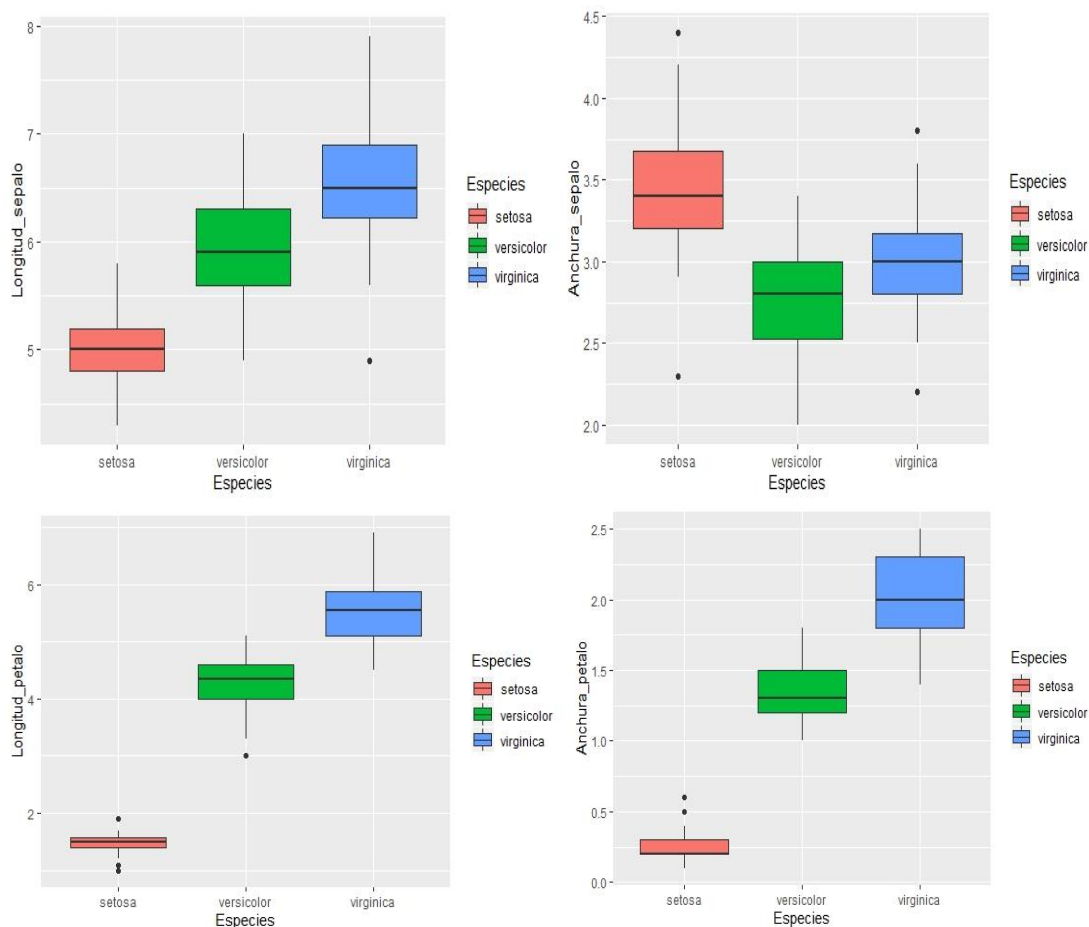 Longitud_sepalo
8
7
6
5
setosa
versicolor
virginica
Especies
Especies
setosa
versicolor
virginica
Anchura_sepalo
4.5
4.0
3.5
3.0
2.5
2.0
setosa
versicolor
virginica
Especies
Especies
setosa
versicolor
virginica
Longitud_petalo
6
4
2
setosa
versicolor
virginica
Especies
Especies
setosa
versicolor
virginica
Anchura_petalo
2.5
2.0
1.5
1.0
0.5
0.0
setosa
versicolor
virginica
Especies
Especies
setosa
versicolor
virginica